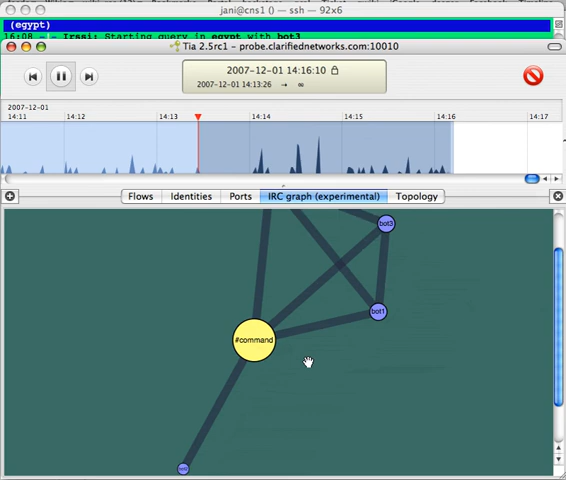 jani@cns1 () — ssh — 92x6
(egypt)
16:08 -!- Irssi: Starting query in egypt with bot3
Tia 2.5rc1 – probe.clarifiednetworks.com:10010
2007-12-01 14:16:10
2007-12-01 14:13:26 → ∞
2007-12-01
14:11 14:12 14:13 14:14 14:15 14:16 14:17
Flows Identities Ports IRC graph (experimental) Topology
bot3
bot1
#command